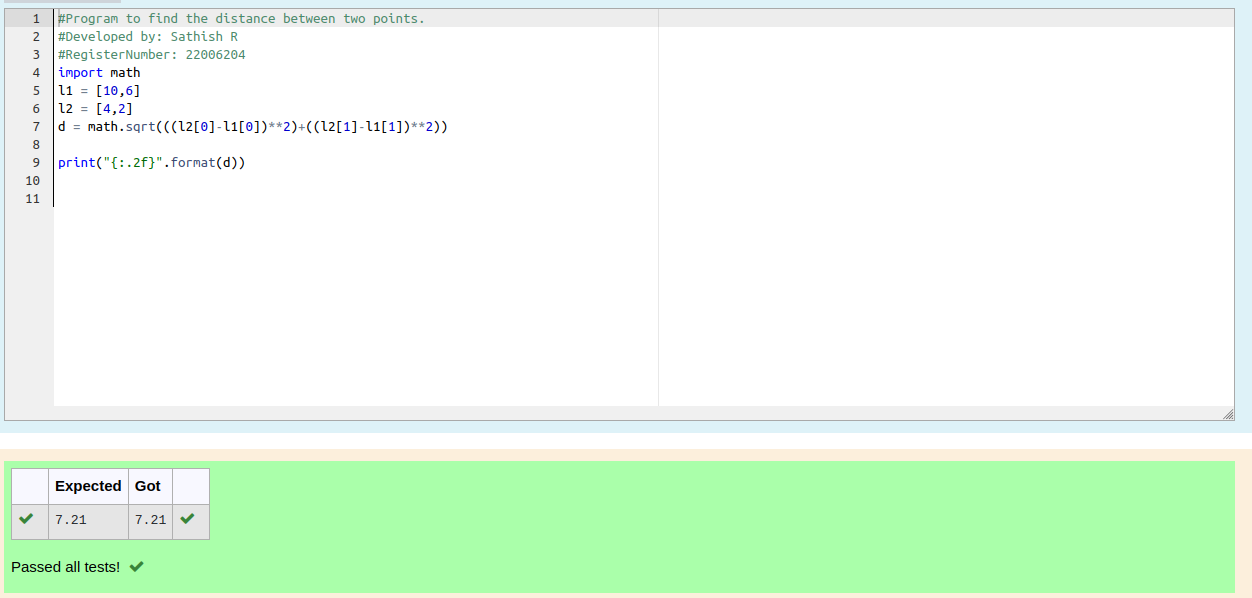 1 #Program to find the distance between two points.
2 #Developed by: Sathish R
3 #RegisterNumber: 22006204
4 import math
5 l1 = [10,6]
6 l2 = [4,2]
7 d = math.sqrt(((l2[0]-l1[0])**2)+((l2[1]-l1[1])**2))
8
9 print("{:.2f}".format(d))
10
11
Expected Got
7.21 7.21
Passed all tests!